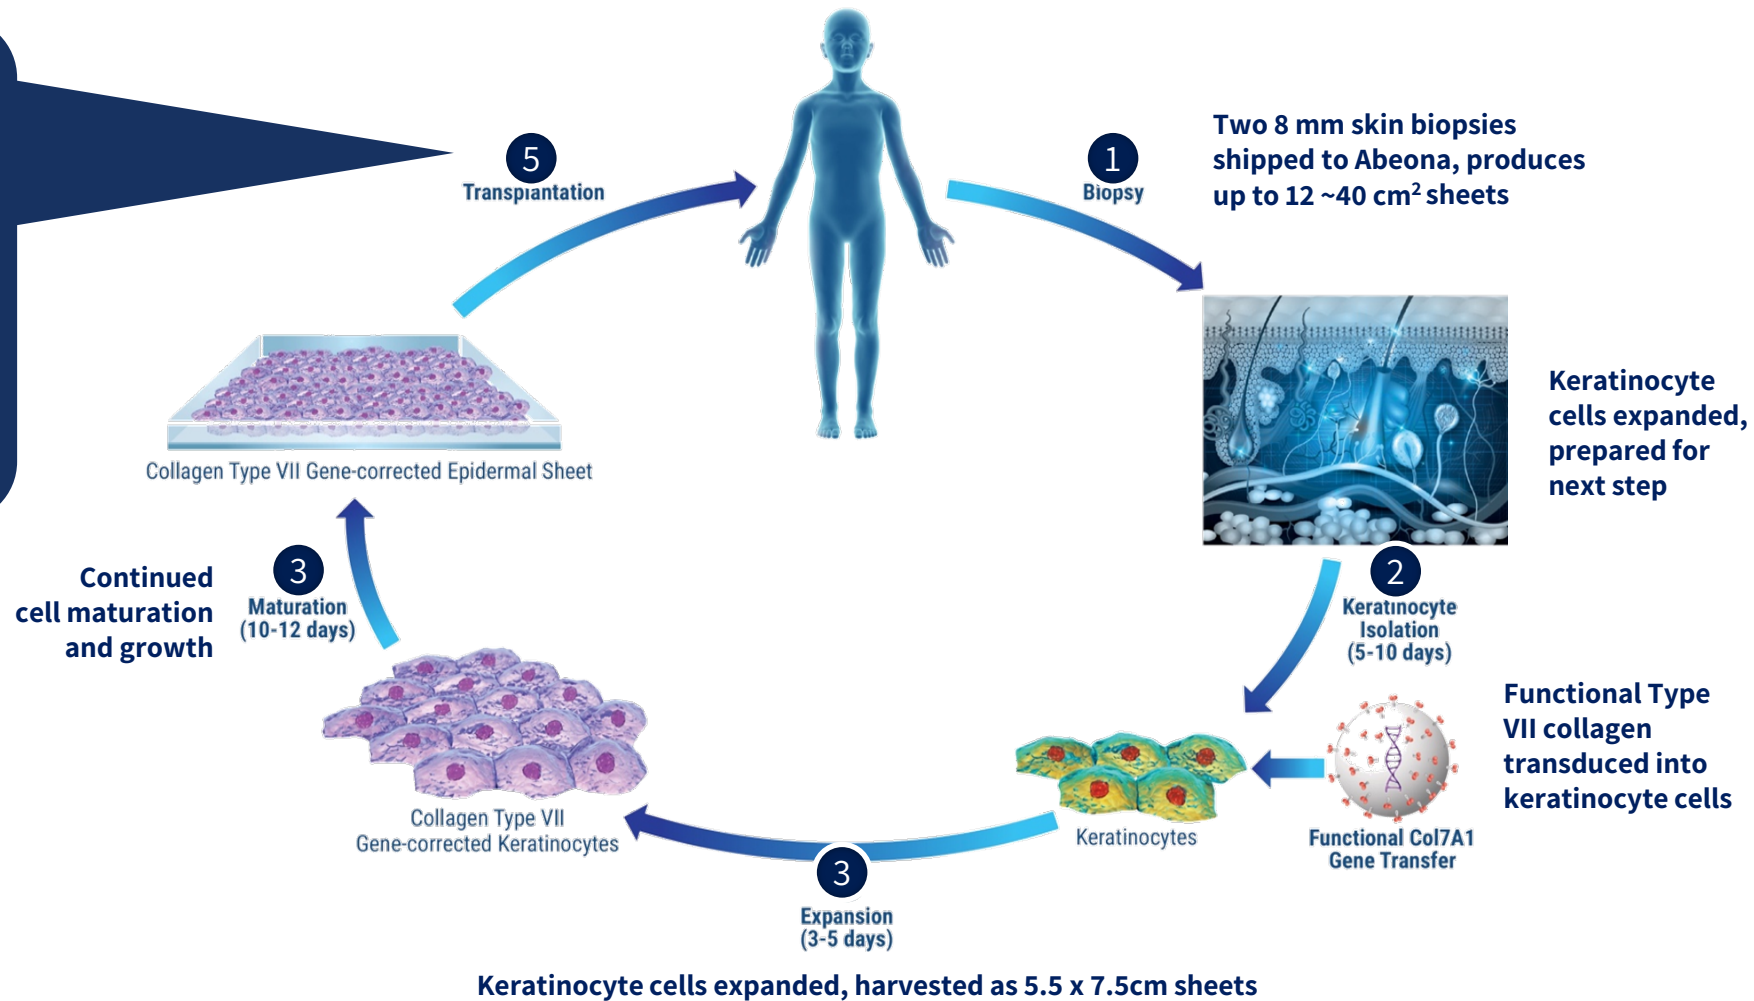 1
Biopsy
Two 8 mm skin biopsies
shipped to Abeona, produces
up to 12 ~40 cm² sheets
Keratinocyte
cells expanded,
prepared for
next step
2
Keratinocyte
Isolation
(5-10 days)
Functional Type
VII collagen
transduced into
keratinocyte cells
Functional Col7A1
Gene Transfer
Keratinocytes
3
Expansion
(3-5 days)
Keratinocyte cells expanded, harvested as 5.5 x 7.5cm sheets
Collagen Type VII
Gene-corrected Keratinocytes
3
Maturation
(10-12 days)
Continued
cell maturation
and growth
Collagen Type VII Gene-corrected Epidermal Sheet
5
Transplantation